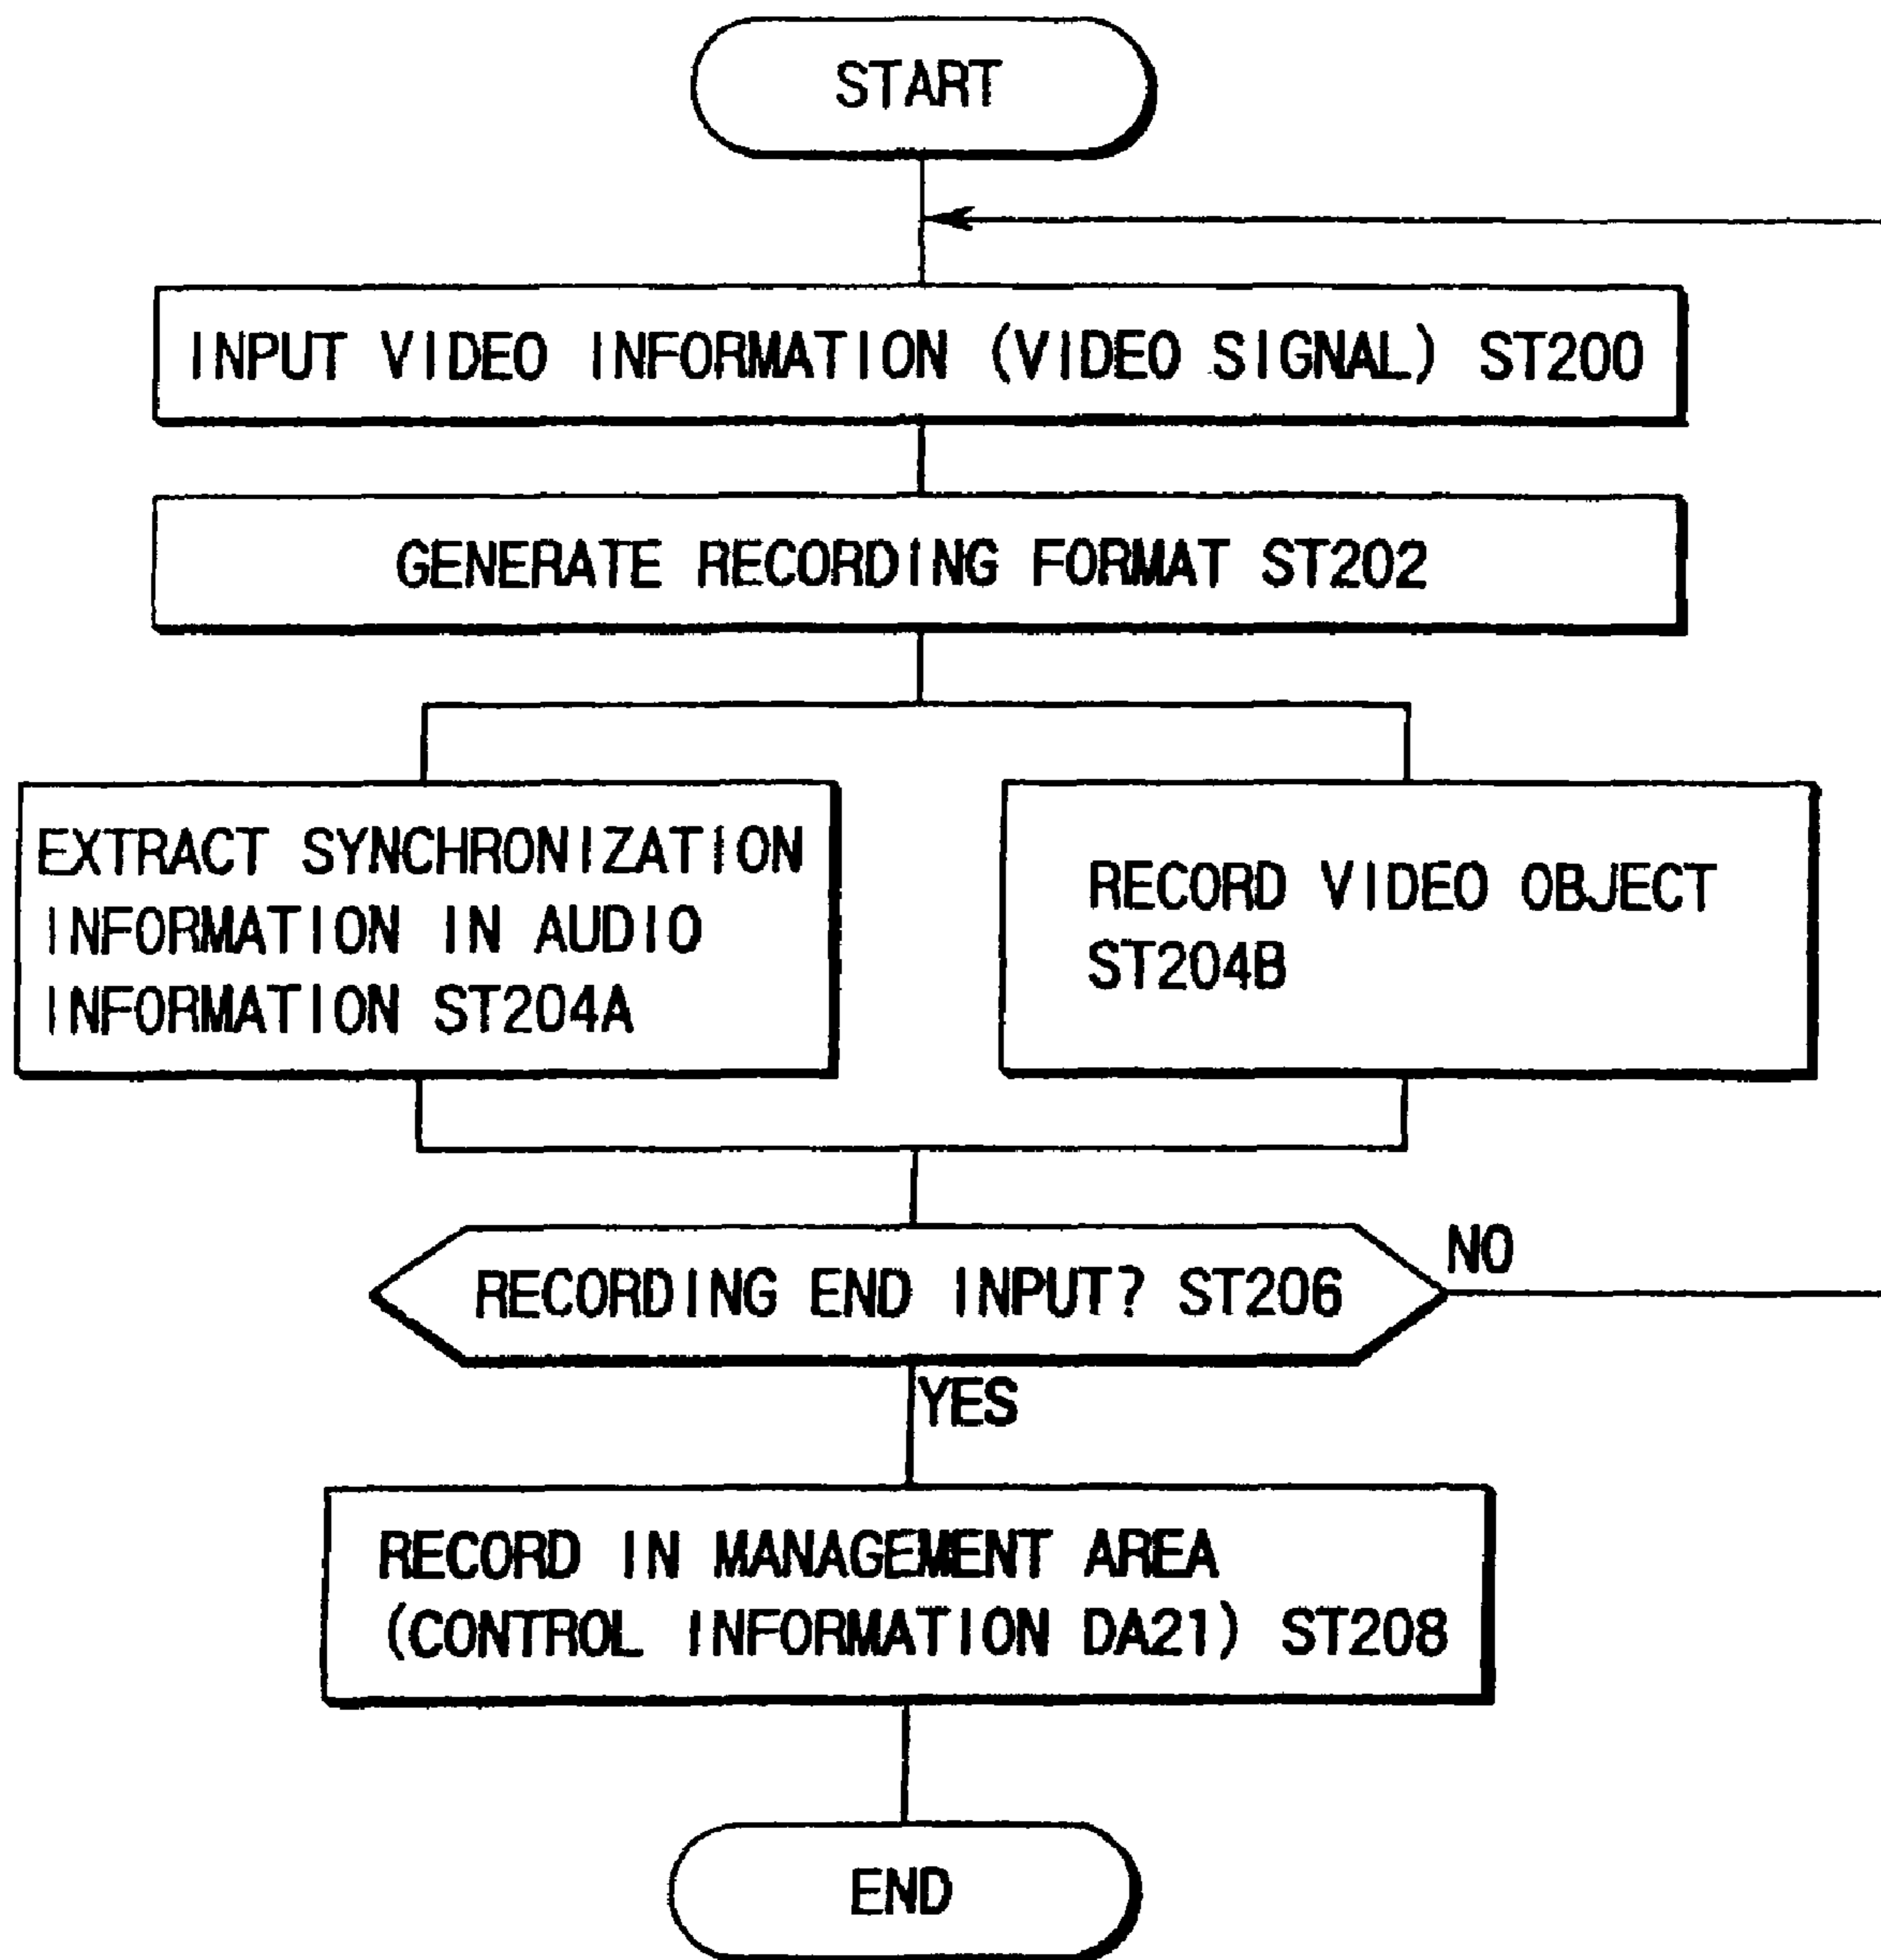 START
INPUT VIDEO INFORMATION (VIDEO SIGNAL) ST200
GENERATE RECORDING FORMAT ST202
EXTRACT SYNCHRONIZATION
INFORMATION IN AUDIO
INFORMATION ST204A
RECORD VIDEO OBJECT
ST204B
RECORDING END INPUT? ST206
NO
YES
RECORD IN MANAGEMENT AREA
(CONTROL INFORMATION DA21) ST208
END